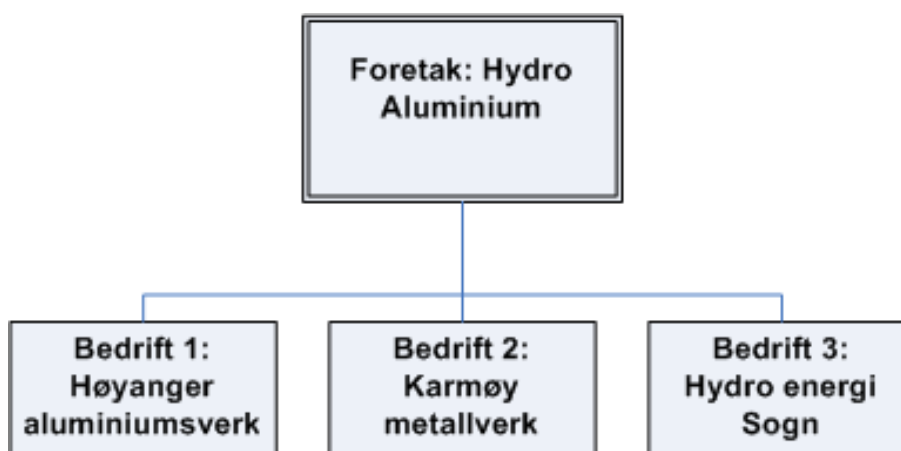 Foretak: Hydro
Aluminium
Bedrift 1:
Høyanger
aluminiumsverk
Bedrift 2:
Karmøy
metallverk
Bedrift 3:
Hydro energi
Sogn